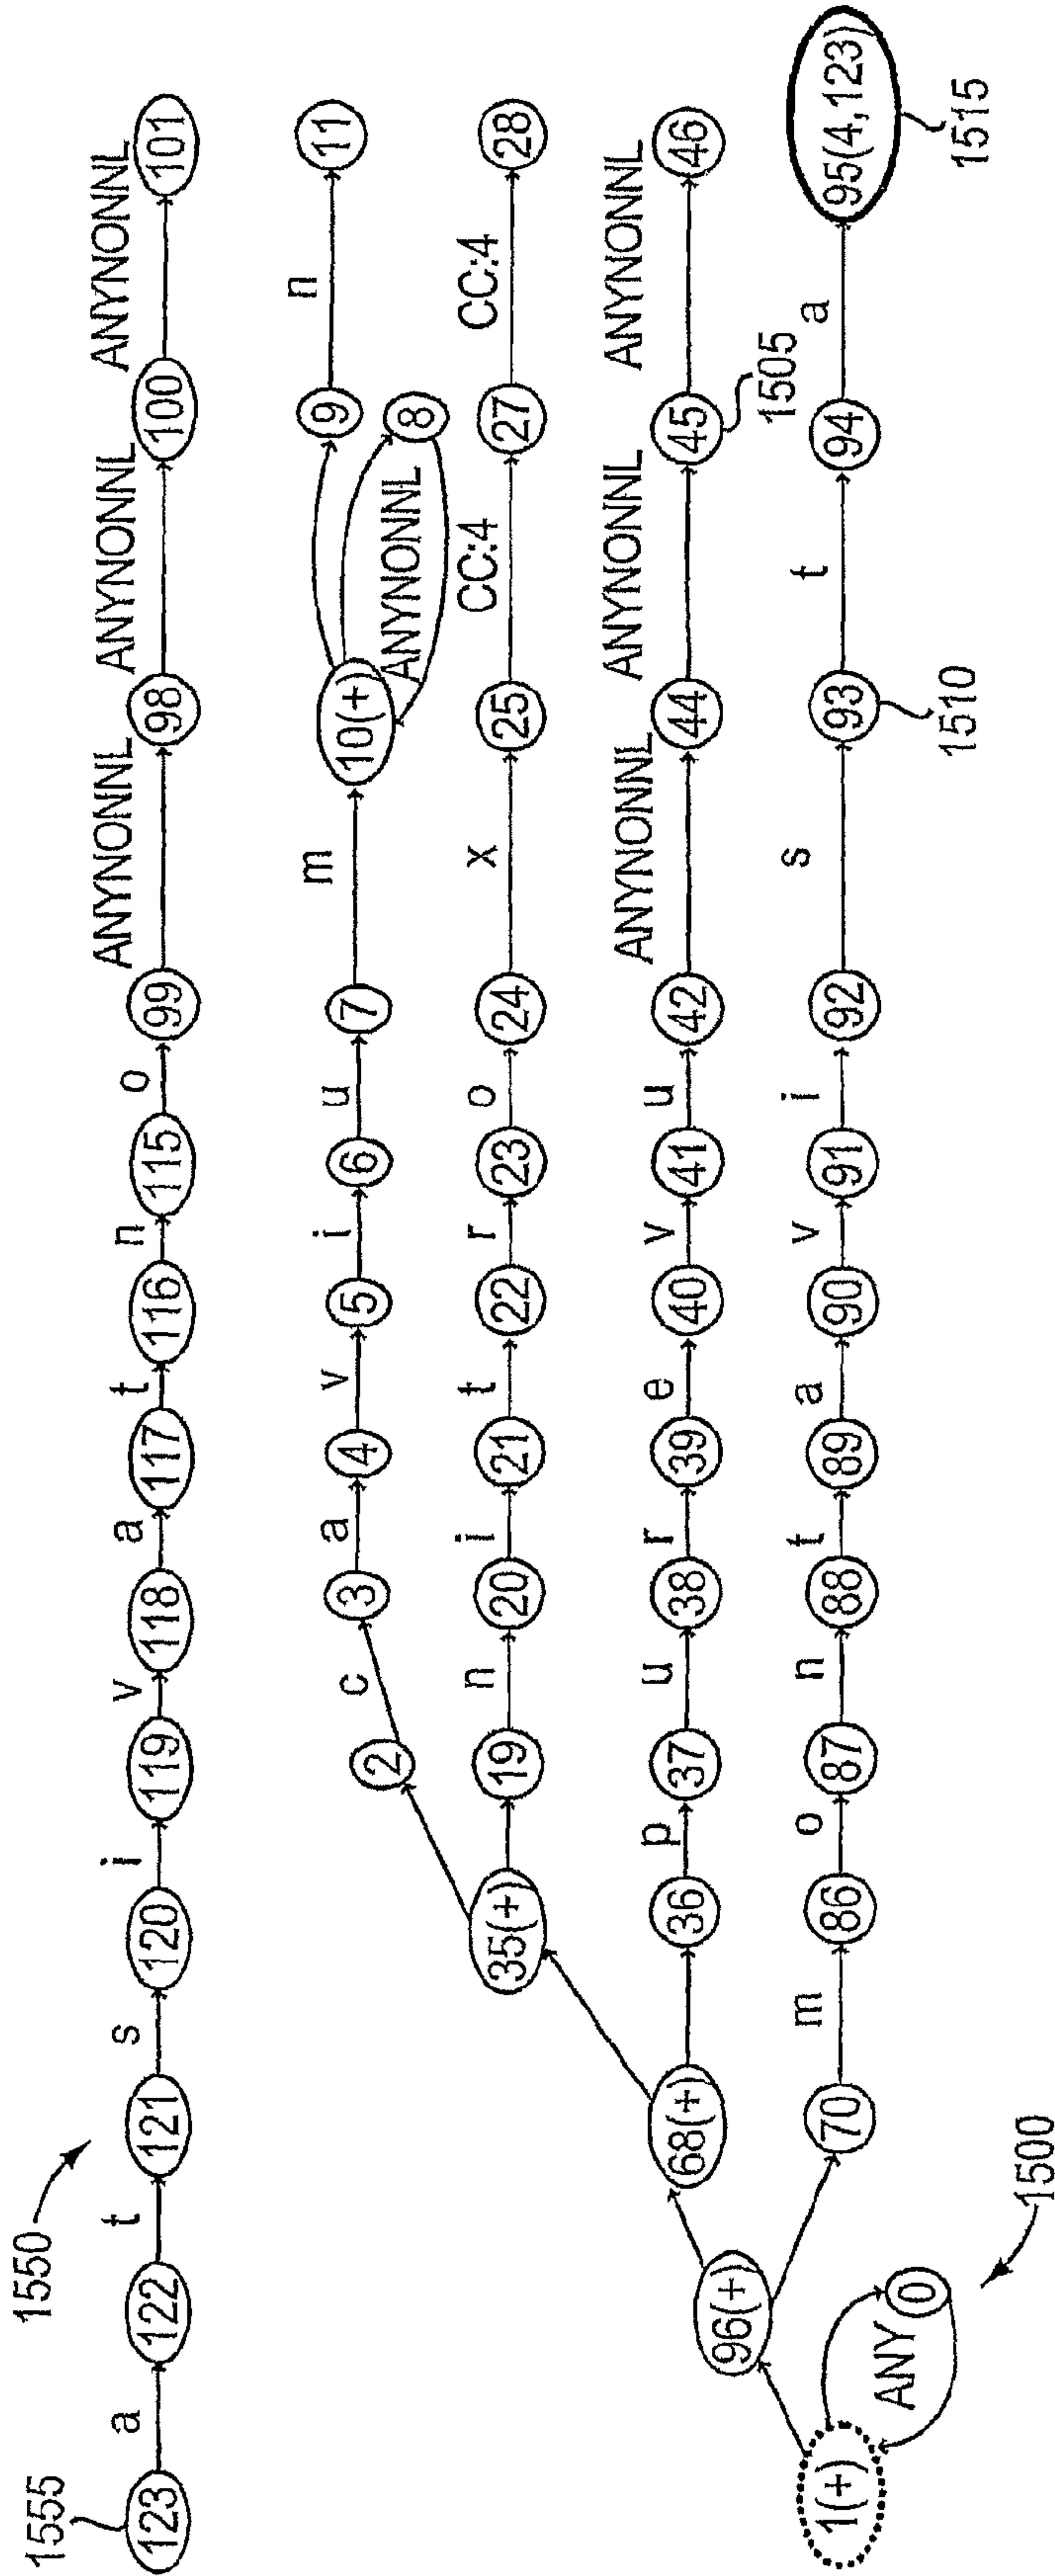 1550
1555
123 a 122 t 121 s 120 i 119 v 118 a 117 t 116 n 115 o 99 ANYNONNL 98 ANYNONNL 100 ANYNONNL 101
2 c 3 a 4 v 5 i 6 u 7 m 10(+) 9 n 11
ANYNONNL 8
35(+) 19 n 20 i 21 t 22 r 23 o 24 x 25 CC:4 27 CC:4 28
68(+) 36 p 37 u 38 r 39 e 40 v 41 u 42 ANYNONNL 44 ANYNONNL 45 ANYNONNL 46
1505
96(+) 70 m 86 o 87 n 88 t 89 a 90 v 91 i 92 s 93 t 94 a 95(4,123)
1510
1515
1(+) ANY 0
1500